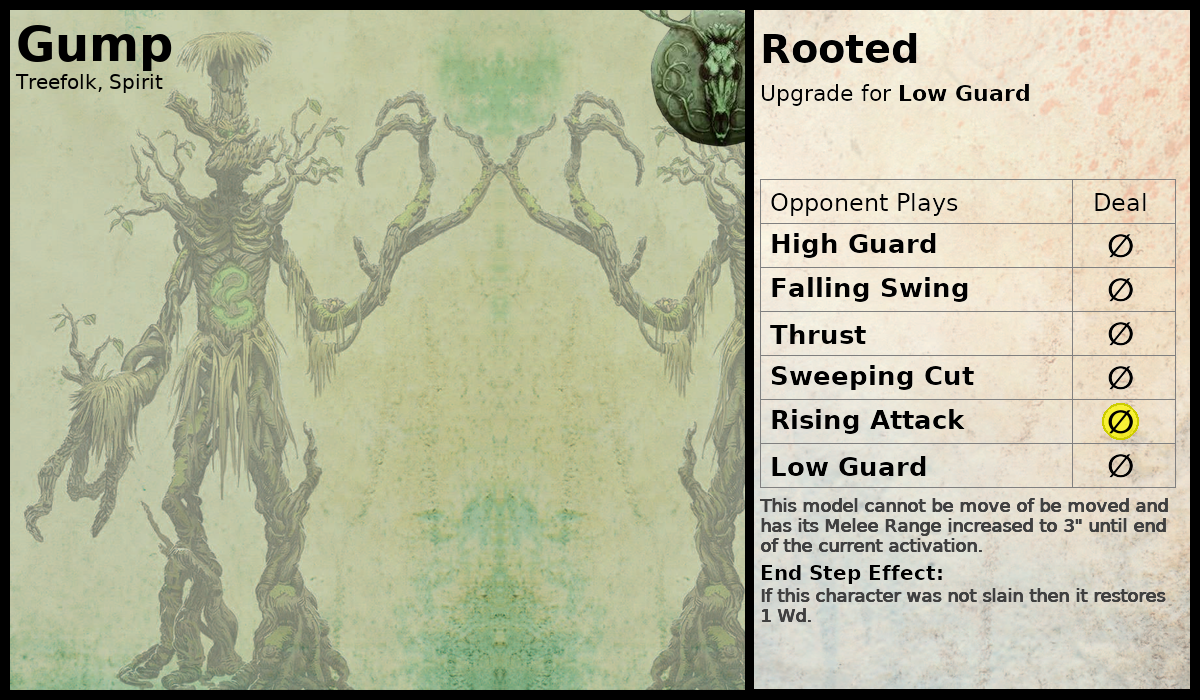 Gump
Treefolk, Spirit
Rooted
Upgrade for Low Guard
Opponent Plays Deal
High Guard ∅
Falling Swing ∅
Thrust ∅
Sweeping Cut ∅
Rising Attack ∅
Low Guard ∅
This model cannot be move of be moved and
has its Melee Range increased to 3" until end
of the current activation.
End Step Effect:
If this character was not slain then it restores
1 Wd.